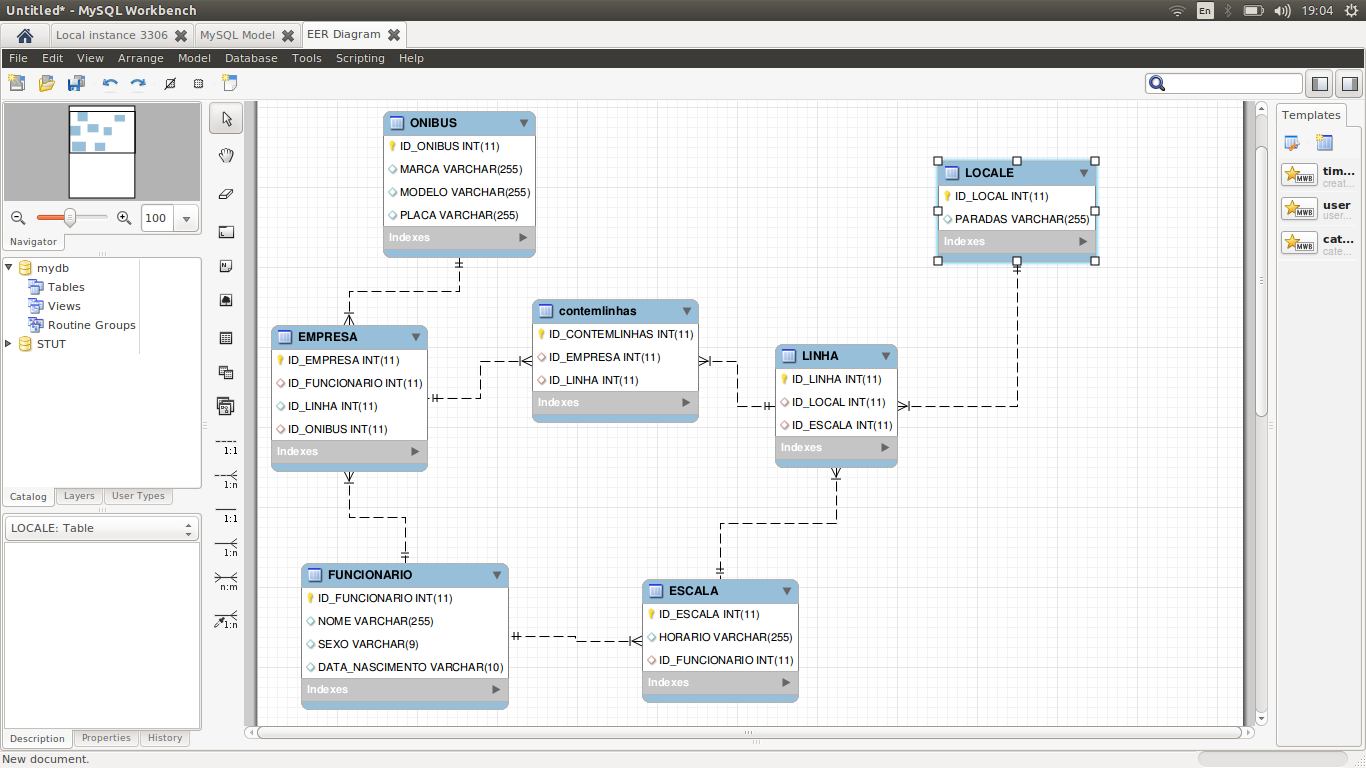 Untitled* - MySQL Workbench
En
19:04
Local instance 3306
MySQL Model
EER Diagram
File Edit View Arrange Model Database Tools Scripting Help
100
Navigator
mydb
Tables
Views
Routine Groups
STUT
Catalog Layers User Types
LOCALE: Table
Description Properties History
New document.
1:1
1:n
1:1
1:n
n:m
1:n
ONIBUS
ID_ONIBUS INT(11)
MARCA VARCHAR(255)
MODELO VARCHAR(255)
PLACA VARCHAR(255)
Indexes
LOCALE
ID_LOCAL INT(11)
PARADAS VARCHAR(255)
Indexes
contemlinhas
ID_CONTEMLINHAS INT(11)
ID_EMPRESA INT(11)
ID_LINHA INT(11)
Indexes
EMPRESA
ID_EMPRESA INT(11)
ID_FUNCIONARIO INT(11)
ID_LINHA INT(11)
ID_ONIBUS INT(11)
Indexes
LINHA
ID_LINHA INT(11)
ID_LOCAL INT(11)
ID_ESCALA INT(11)
Indexes
FUNCIONARIO
ID_FUNCIONARIO INT(11)
NOME VARCHAR(255)
SEXO VARCHAR(9)
DATA_NASCIMENTO VARCHAR(10)
Indexes
ESCALA
ID_ESCALA INT(11)
HORARIO VARCHAR(255)
ID_FUNCIONARIO INT(11)
Indexes
Templates
MWB
tim...
creat...
MWB
user
user...
MWB
cat...
cate...